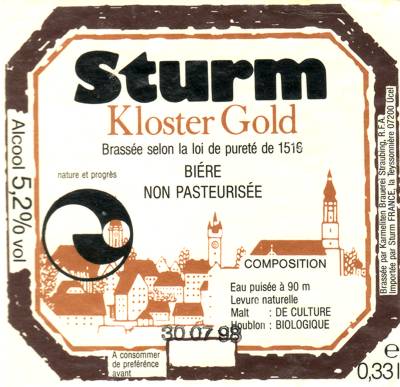 Sturm
Kloster Gold
Brassée selon la loi de pureté de 1516
nature et progrès
BIÉRE
NON PASTEURISÉE
Alcool 5,2% vol
COMPOSITION
Eau puisée à 90 m
Levure naturelle
Malt : DE CULTURE
Houblon : BIOLOGIQUE
30.07.98
A consommer
de préférence
avant
Brassée par Karmeliten Brauerei Straubing, R.F.A.
Importée par Sturm FRANCE, la Teyssonnière 07200 Ucel
e
0,33 l